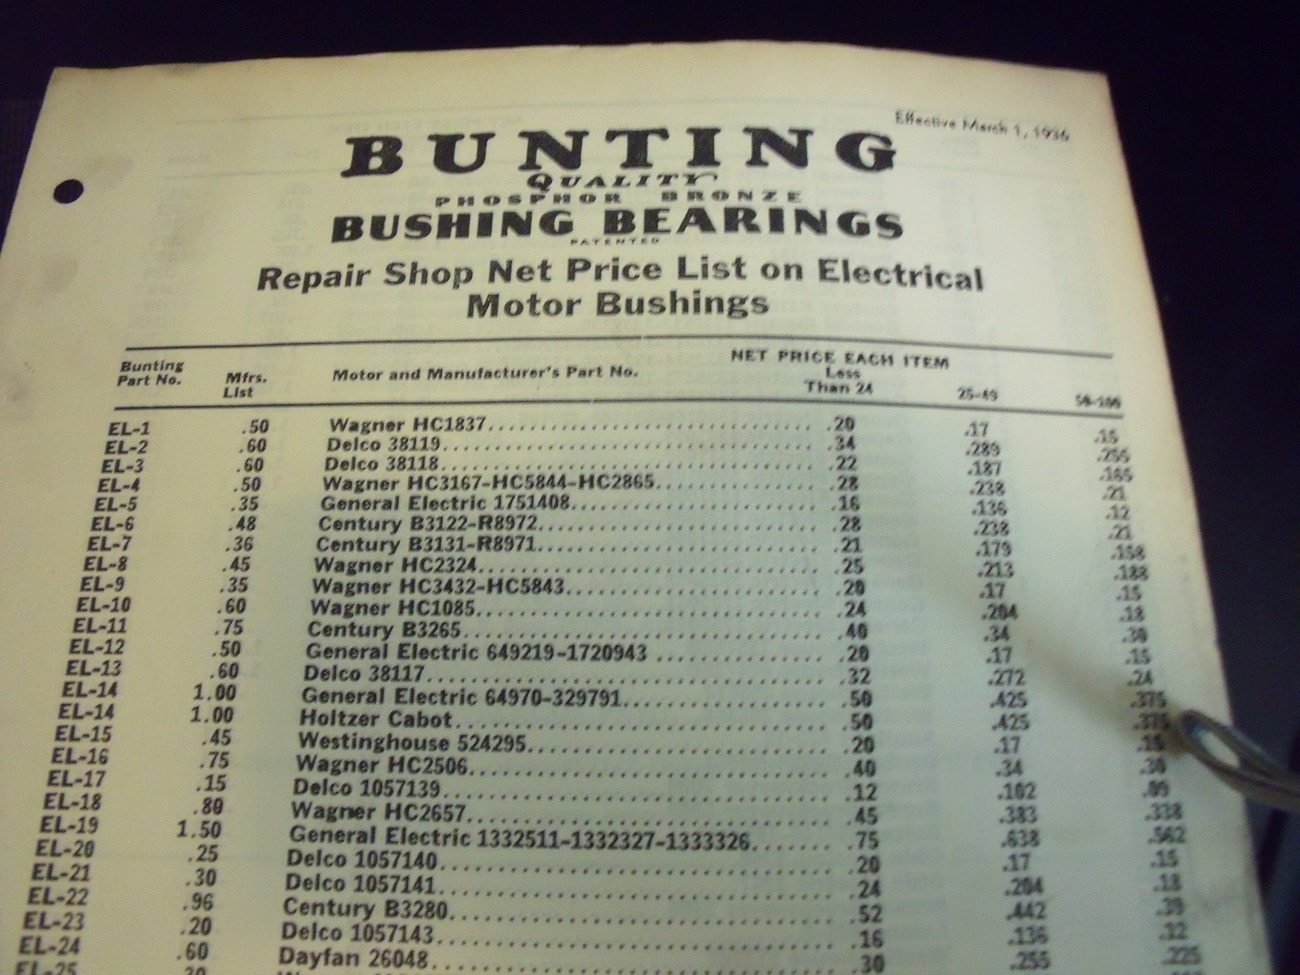 Effective March 1, 1936
BUNTING
QUALITY
PHOSPHOR BRONZE
BUSHING BEARINGS
PATENTED
Repair Shop Net Price List on Electrical
Motor Bushings
Bunting Part No. Mfrs. List Motor and Manufacturer's Part No. NET PRICE EACH ITEM Less Than 24 25-49 50-100
EL-1 .50 Wagner HC1837 .20 .17 .15
EL-2 .60 Delco 38119 .34 .289 .255
EL-3 .60 Delco 38118 .22 .187 .165
EL-4 .50 Wagner HC3167-HC5844-HC2865 .28 .238 .21
EL-5 .35 General Electric 1751408 .16 .136 .12
EL-6 .48 Century B3122-R8972 .28 .238 .21
EL-7 .36 Century B3131-R8971 .21 .179 .158
EL-8 .45 Wagner HC2324 .25 .213 .188
EL-9 .35 Wagner HC3432-HC5843 .20 .17 .15
EL-10 .60 Wagner HC1085 .24 .204 .18
EL-11 .75 Century B3265 .40 .34 .30
EL-12 .50 General Electric 649219-1720943 .20 .17 .15
EL-13 .60 Delco 38117 .32 .272 .24
EL-14 1.00 General Electric 64970-329791 .50 .425 .375
EL-14 1.00 Holtzer Cabot .50 .425 .375
EL-15 .45 Westinghouse 524295 .20 .17 .15
EL-16 .75 Wagner HC2506 .40 .34 .30
EL-17 .15 Delco 1057139 .12 .102 .09
EL-18 .80 Wagner HC2657 .45 .383 .338
EL-19 1.50 General Electric 1332511-1332327-1333326 .75 .638 .562
EL-20 .25 Delco 1057140 .20 .17 .15
EL-21 .30 Delco 1057141 .24 .204 .18
EL-22 .96 Century B3280 .52 .442 .39
EL-23 .20 Delco 1057143 .16 .136 .12
EL-24 .60 Dayfan 26048 .30 .255 .225
EL-25